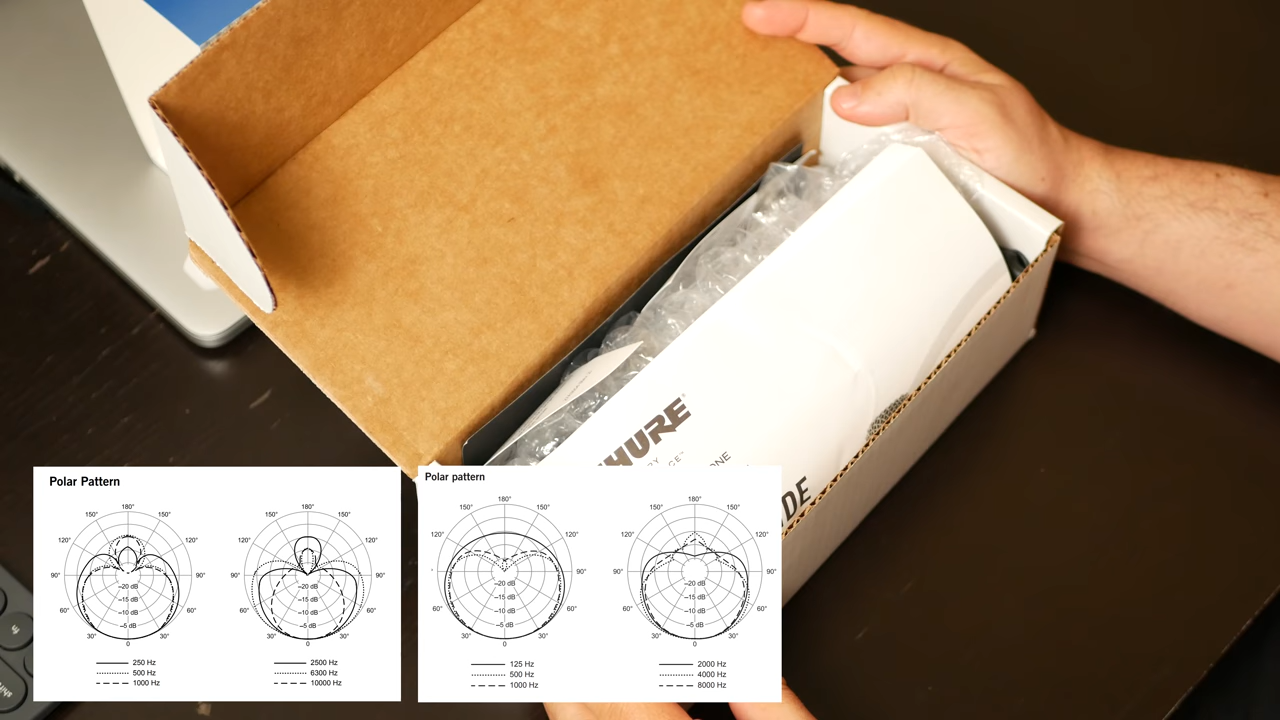 SHURE
Polar Pattern
180°
150° 150°
120° 120°
90° 90°
60° 60°
30° 30°
0
–20 dB
–15 dB
–10 dB
–5 dB
250 Hz
500 Hz
1000 Hz
180°
150° 150°
120° 120°
90° 90°
60° 60°
30° 30°
0
–20 dB
–15 dB
–10 dB
–5 dB
2500 Hz
6300 Hz
10000 Hz
Polar pattern
180°
150° 150°
120° 120°
90°
60° 60°
30° 30°
0
–20 dB
–15 dB
–10 dB
–5 dB
125 Hz
500 Hz
1000 Hz
180°
150° 150°
120° 120°
90° 90°
60° 60°
30° 30°
0
–20 dB
–15 dB
–10 dB
–5 dB
2000 Hz
4000 Hz
8000 Hz
fn
shift